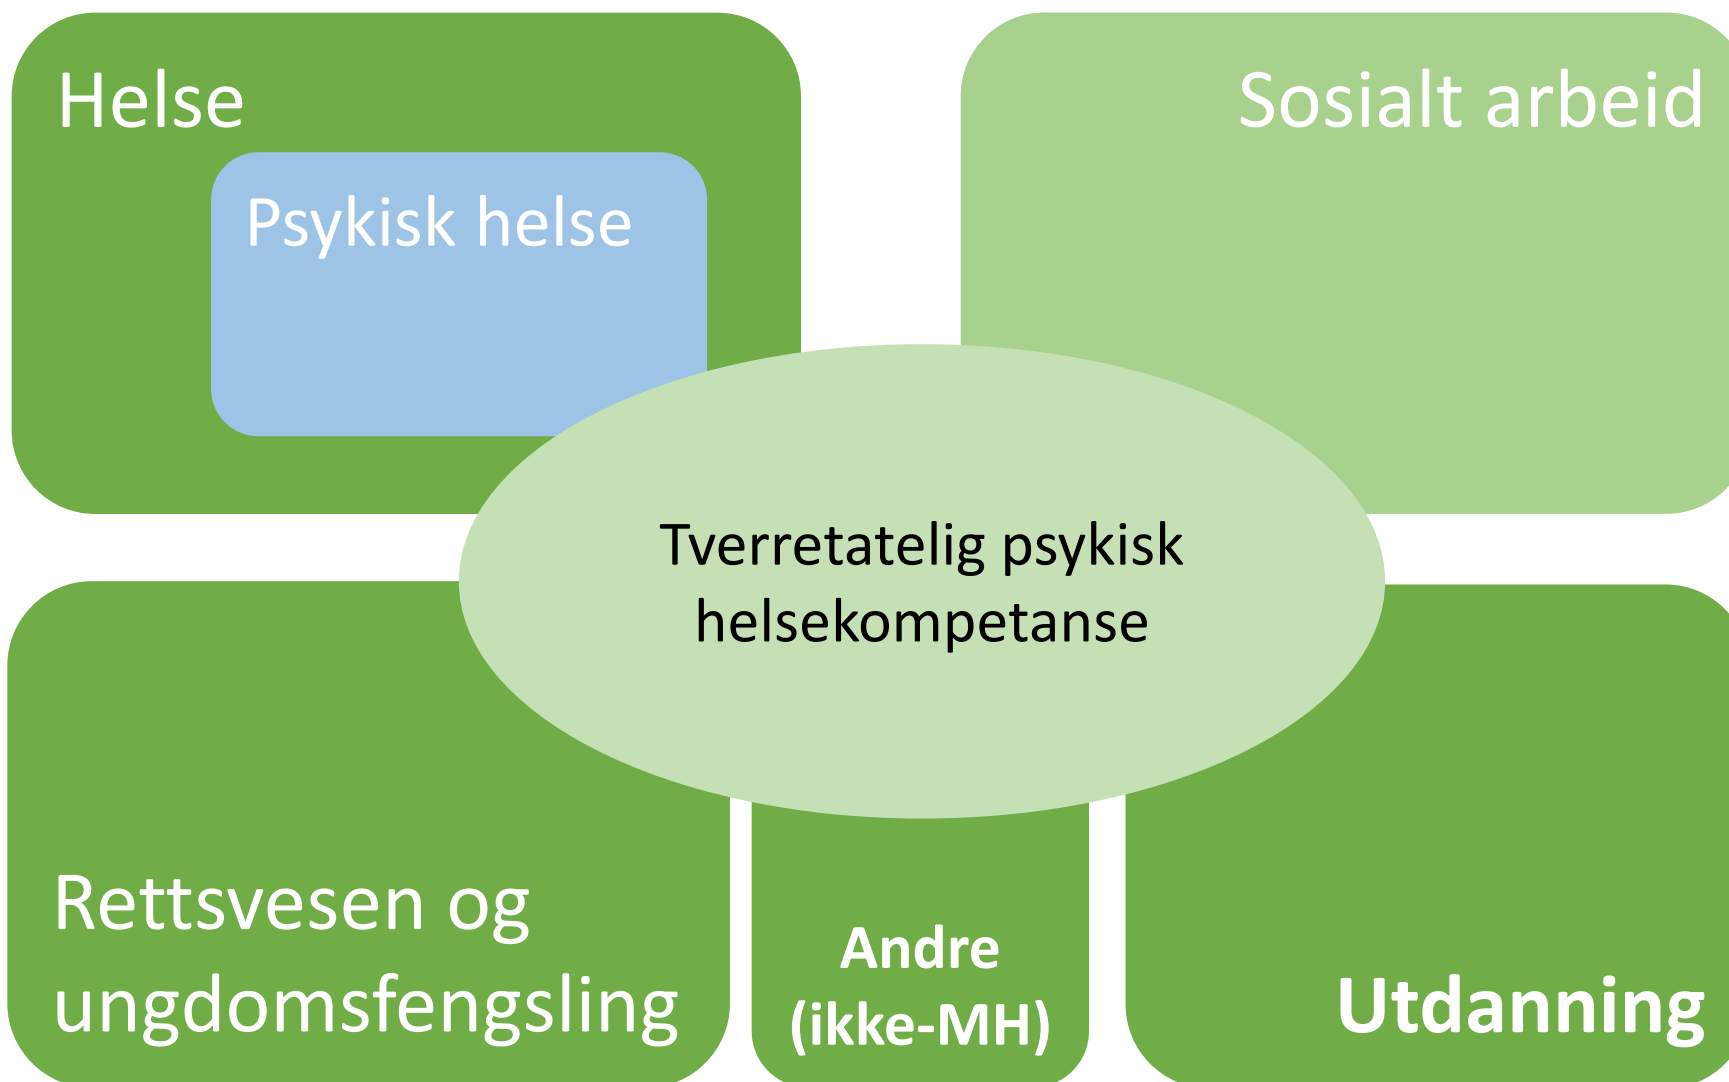 Helse
Sosialt arbeid
Psykisk helse
Tverretatelig psykisk
helsekompetanse
Rettsvesen og
ungdomsfengsling
Andre
(ikke-MH)
Utdanning